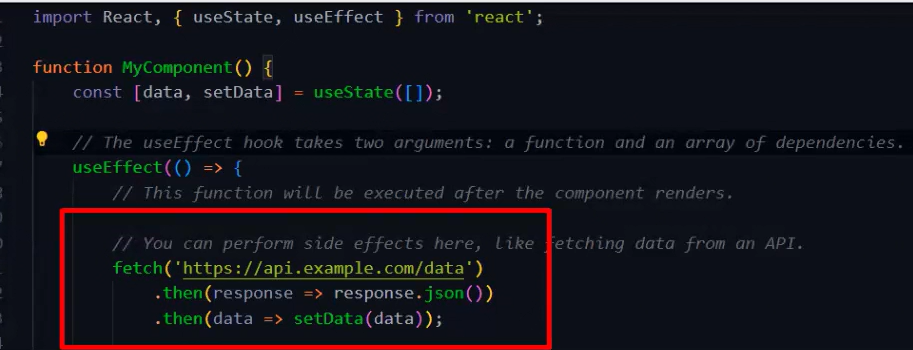 import React, { useState, useEffect } from 'react';
function MyComponent() {
const [data, setData] = useState([]);
// The useEffect hook takes two arguments: a function and an array of dependencies.
useEffect(() => {
// This function will be executed after the component renders.
// You can perform side effects here, like fetching data from an API.
fetch('https://api.example.com/data')
.then(response => response.json())
.then(data => setData(data));